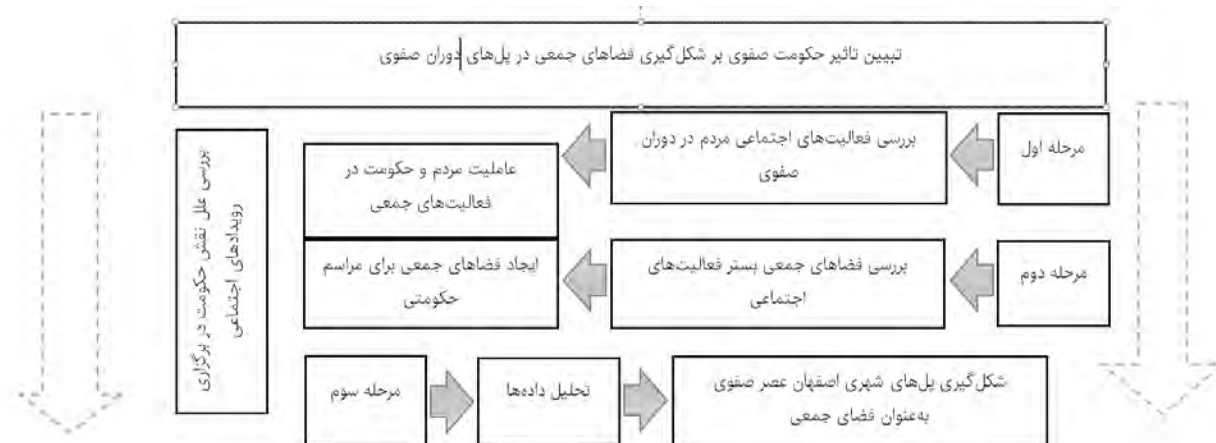 تبیین تاثیر حکومت صفوی بر شکل‌گیری فضاهای جمعی در پل‌های دوران صفوی
مرحله اول
بررسی فعالیت‌های اجتماعی مردم در دوران
صفوی
عاملیت مردم و حکومت در
فعالیت‌های جمعی
مرحله دوم
بررسی فضاهای جمعی بستر فعالیت‌های
اجتماعی
ایجاد فضاهای جمعی برای مراسم
حکومتی
بررسی علل نقش حکومت در برگزاری
رویدادهای اجتماعی
مرحله سوم
تحلیل داده‌ها
شکل‌گیری پل‌های شهری اصفهان عصر صفوی
به‌عنوان فضای جمعی